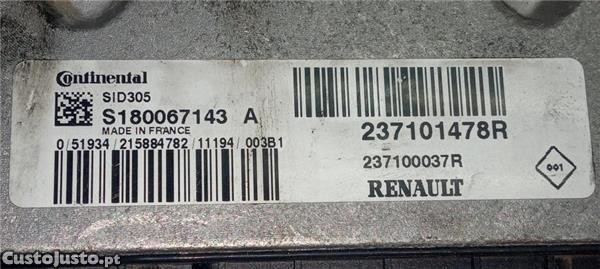 Continental
SID305
S180067143 A
MADE IN FRANCE
0/51934/215884782/11194/003B1
237101478R
237100037R
RENAULT
001
CustoJusto.pt